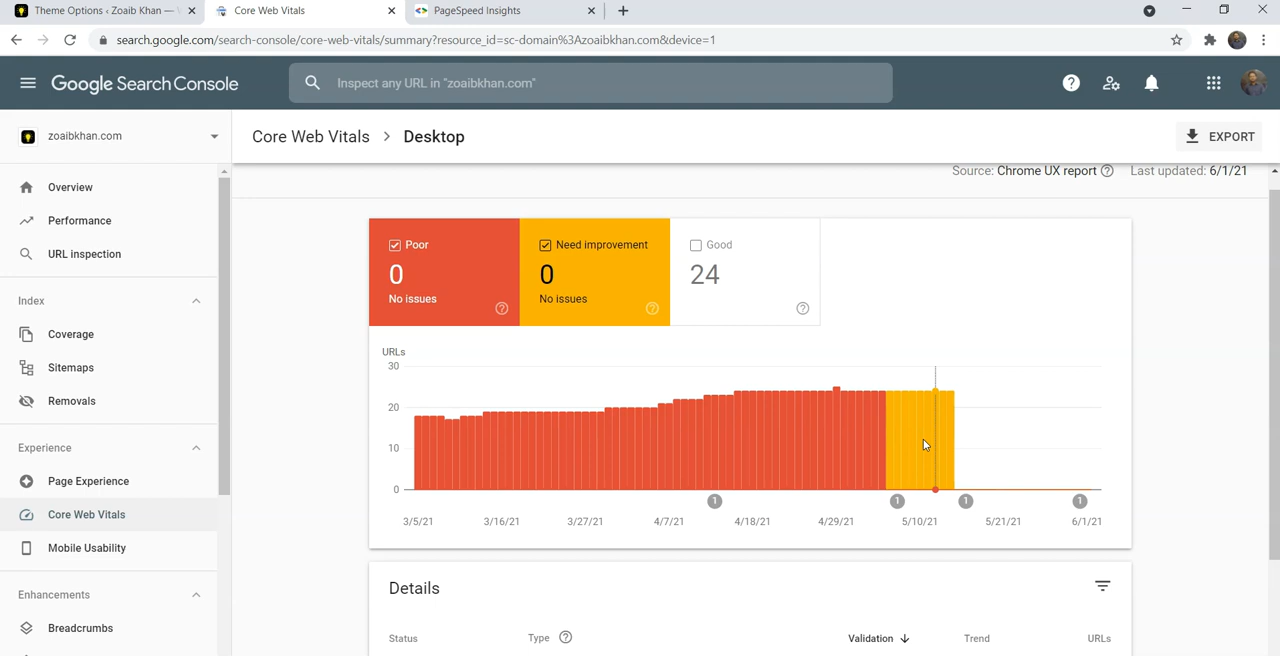 Theme Options ‹ Zoaib Khan —
Core Web Vitals
PageSpeed Insights
search.google.com/search-console/core-web-vitals/summary?resource_id=sc-domain%3Azoaibkhan.com&device=1
Google Search Console
Inspect any URL in "zoaibkhan.com"
zoaibkhan.com
Core Web Vitals > Desktop
EXPORT
Source: Chrome UX report
Last updated: 6/1/21
Overview
Performance
URL inspection
Index
Coverage
Sitemaps
Removals
Experience
Page Experience
Core Web Vitals
Mobile Usability
Enhancements
Breadcrumbs
Poor
0
No issues
Need improvement
0
No issues
Good
24
URLs
30
20
10
0
1 1 1 1
3/5/21 3/16/21 3/27/21 4/7/21 4/18/21 4/29/21 5/10/21 5/21/21 6/1/21
Details
Status Type Validation Trend URLs